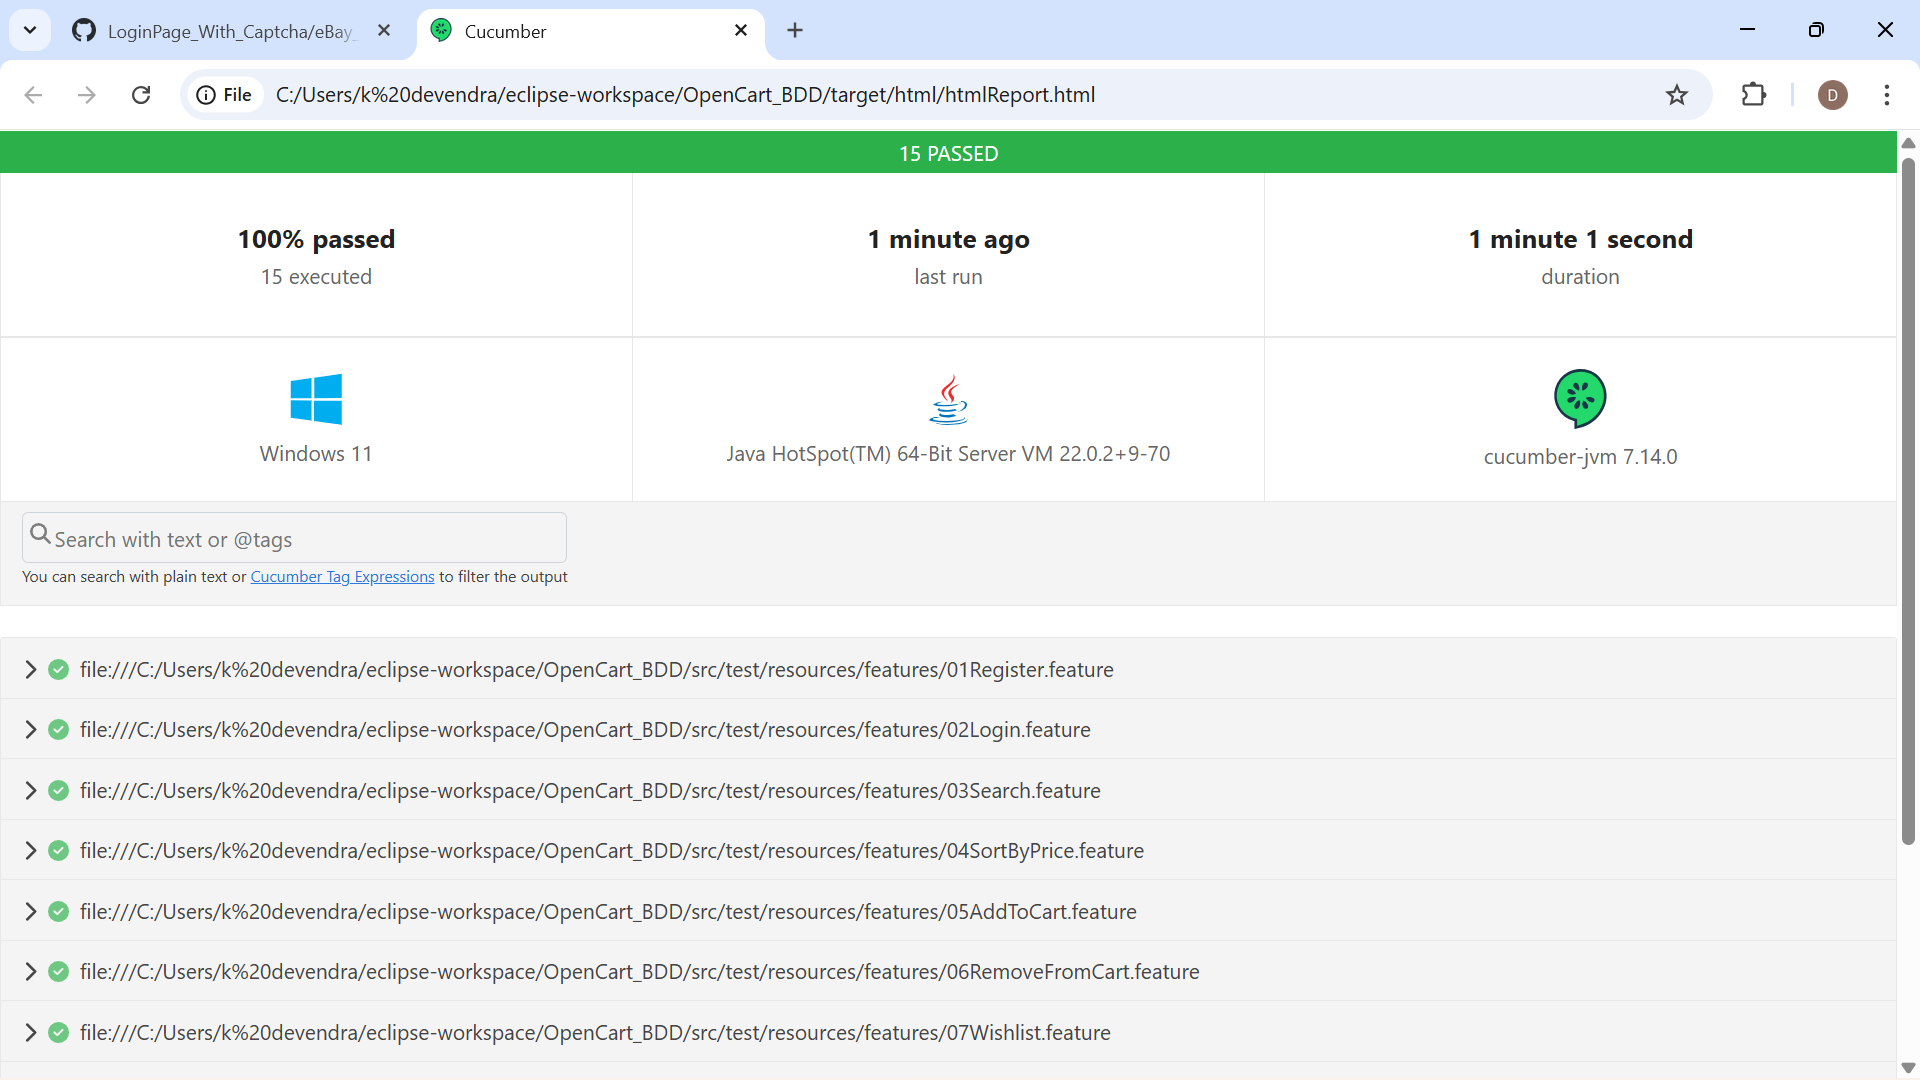 LoginPage_With_Captcha/eBay_
Cucumber
File
C:/Users/k%20devendra/eclipse-workspace/OpenCart_BDD/target/html/htmlReport.html
D
15 PASSED
100% passed
15 executed
1 minute ago
last run
1 minute 1 second
duration
Windows 11
Java HotSpot(TM) 64-Bit Server VM 22.0.2+9-70
cucumber-jvm 7.14.0
Search with text or @tags
You can search with plain text or Cucumber Tag Expressions to filter the output
file:///C:/Users/k%20devendra/eclipse-workspace/OpenCart_BDD/src/test/resources/features/01Register.feature
file:///C:/Users/k%20devendra/eclipse-workspace/OpenCart_BDD/src/test/resources/features/02Login.feature
file:///C:/Users/k%20devendra/eclipse-workspace/OpenCart_BDD/src/test/resources/features/03Search.feature
file:///C:/Users/k%20devendra/eclipse-workspace/OpenCart_BDD/src/test/resources/features/04SortByPrice.feature
file:///C:/Users/k%20devendra/eclipse-workspace/OpenCart_BDD/src/test/resources/features/05AddToCart.feature
file:///C:/Users/k%20devendra/eclipse-workspace/OpenCart_BDD/src/test/resources/features/06RemoveFromCart.feature
file:///C:/Users/k%20devendra/eclipse-workspace/OpenCart_BDD/src/test/resources/features/07Wishlist.feature